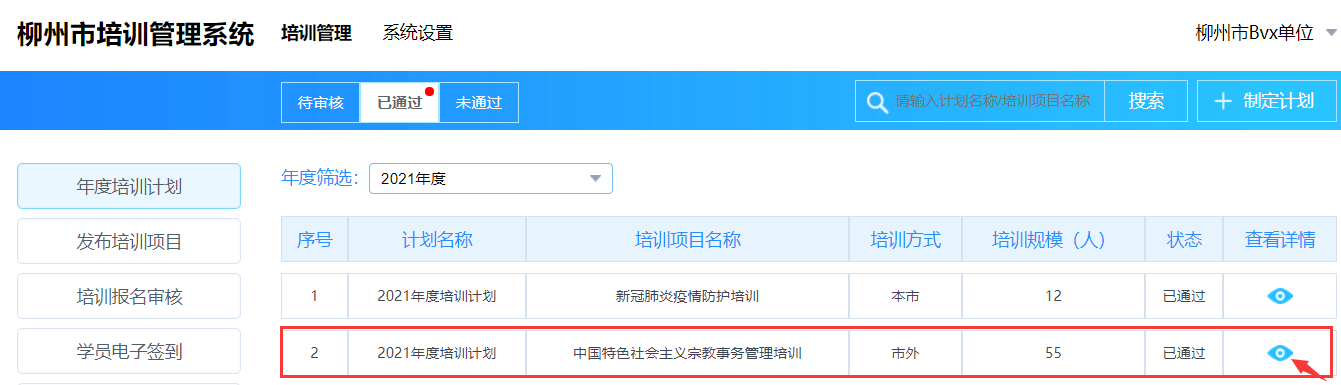 柳州市培训管理系统 培训管理 系统设置 柳州市Bvx单位
待审核 已通过 未通过 请输入计划名称/培训项目名称 搜索 制定计划
年度培训计划 年度筛选： 2021年度
发布培训项目 序号 计划名称 培训项目名称 培训方式 培训规模（人） 状态 查看详情
培训报名审核 1 2021年度培训计划 新冠肺炎疫情防护培训 本市 12 已通过
学员电子签到 2 2021年度培训计划 中国特色社会主义宗教事务管理培训 市外 55 已通过